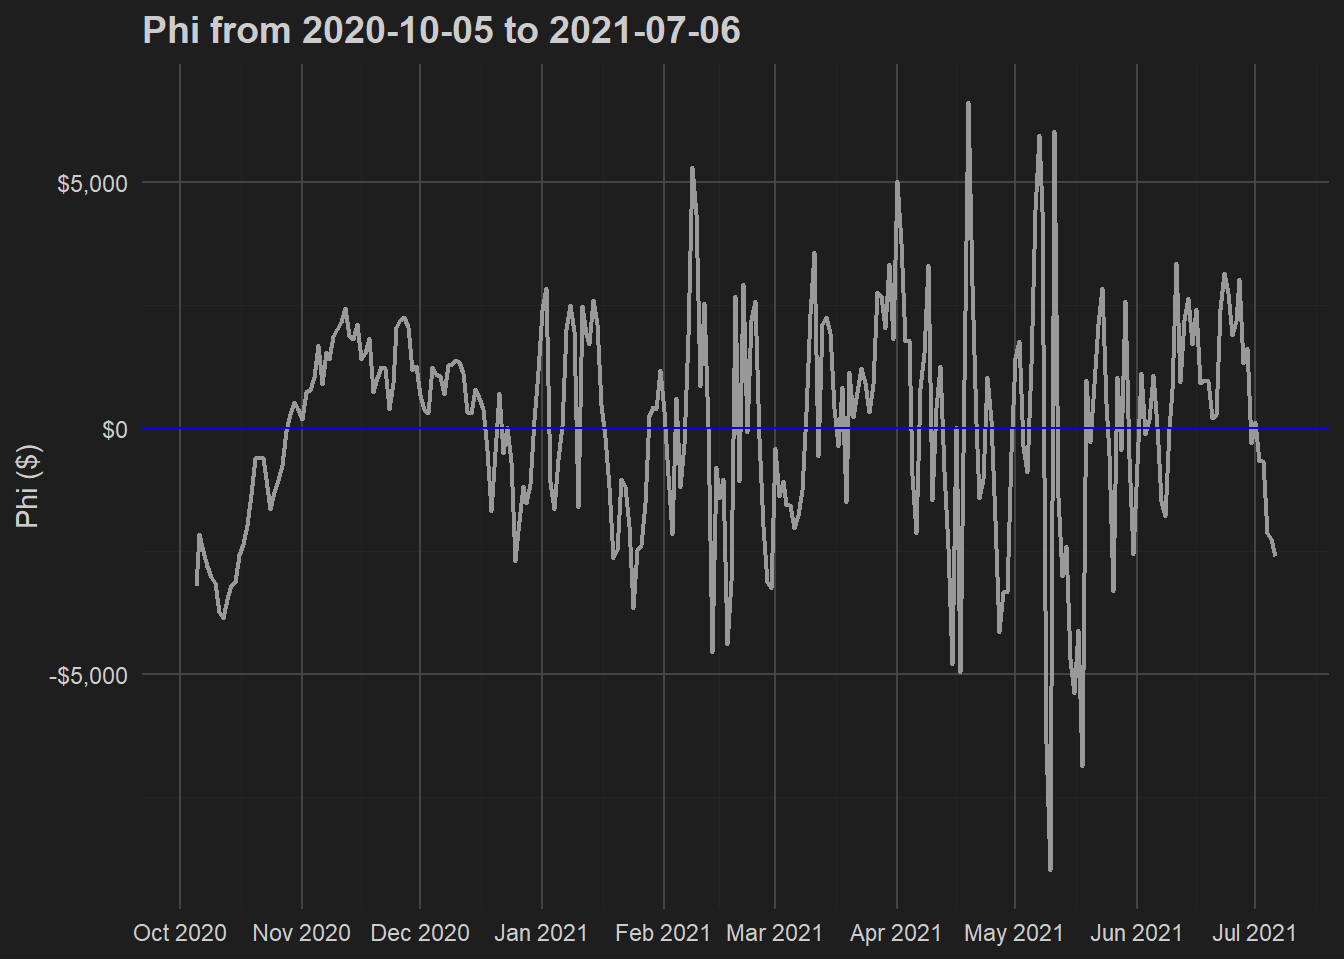 Phi from 2020-10-05 to 2021-07-06
Phi ($)
$5,000
$0
-$5,000
Oct 2020 Nov 2020 Dec 2020 Jan 2021 Feb 2021 Mar 2021 Apr 2021 May 2021 Jun 2021 Jul 2021